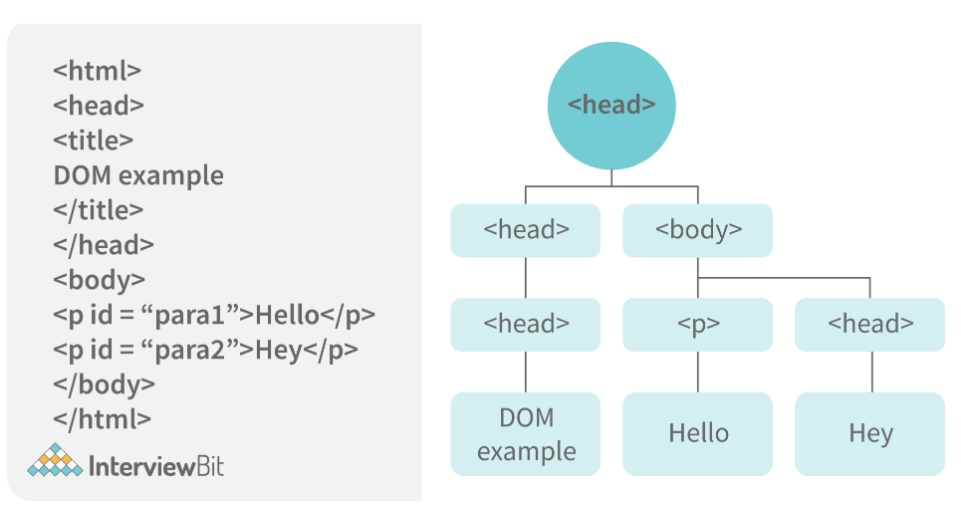 <html>
<head>
<title>
DOM example
</title>
</head>
<body>
<p id = “para1”>Hello</p>
<p id = “para2”>Hey</p>
</body>
</html>
InterviewBit
<head>
<head>
<body>
<head>
<p>
<head>
DOM
example
Hello
Hey